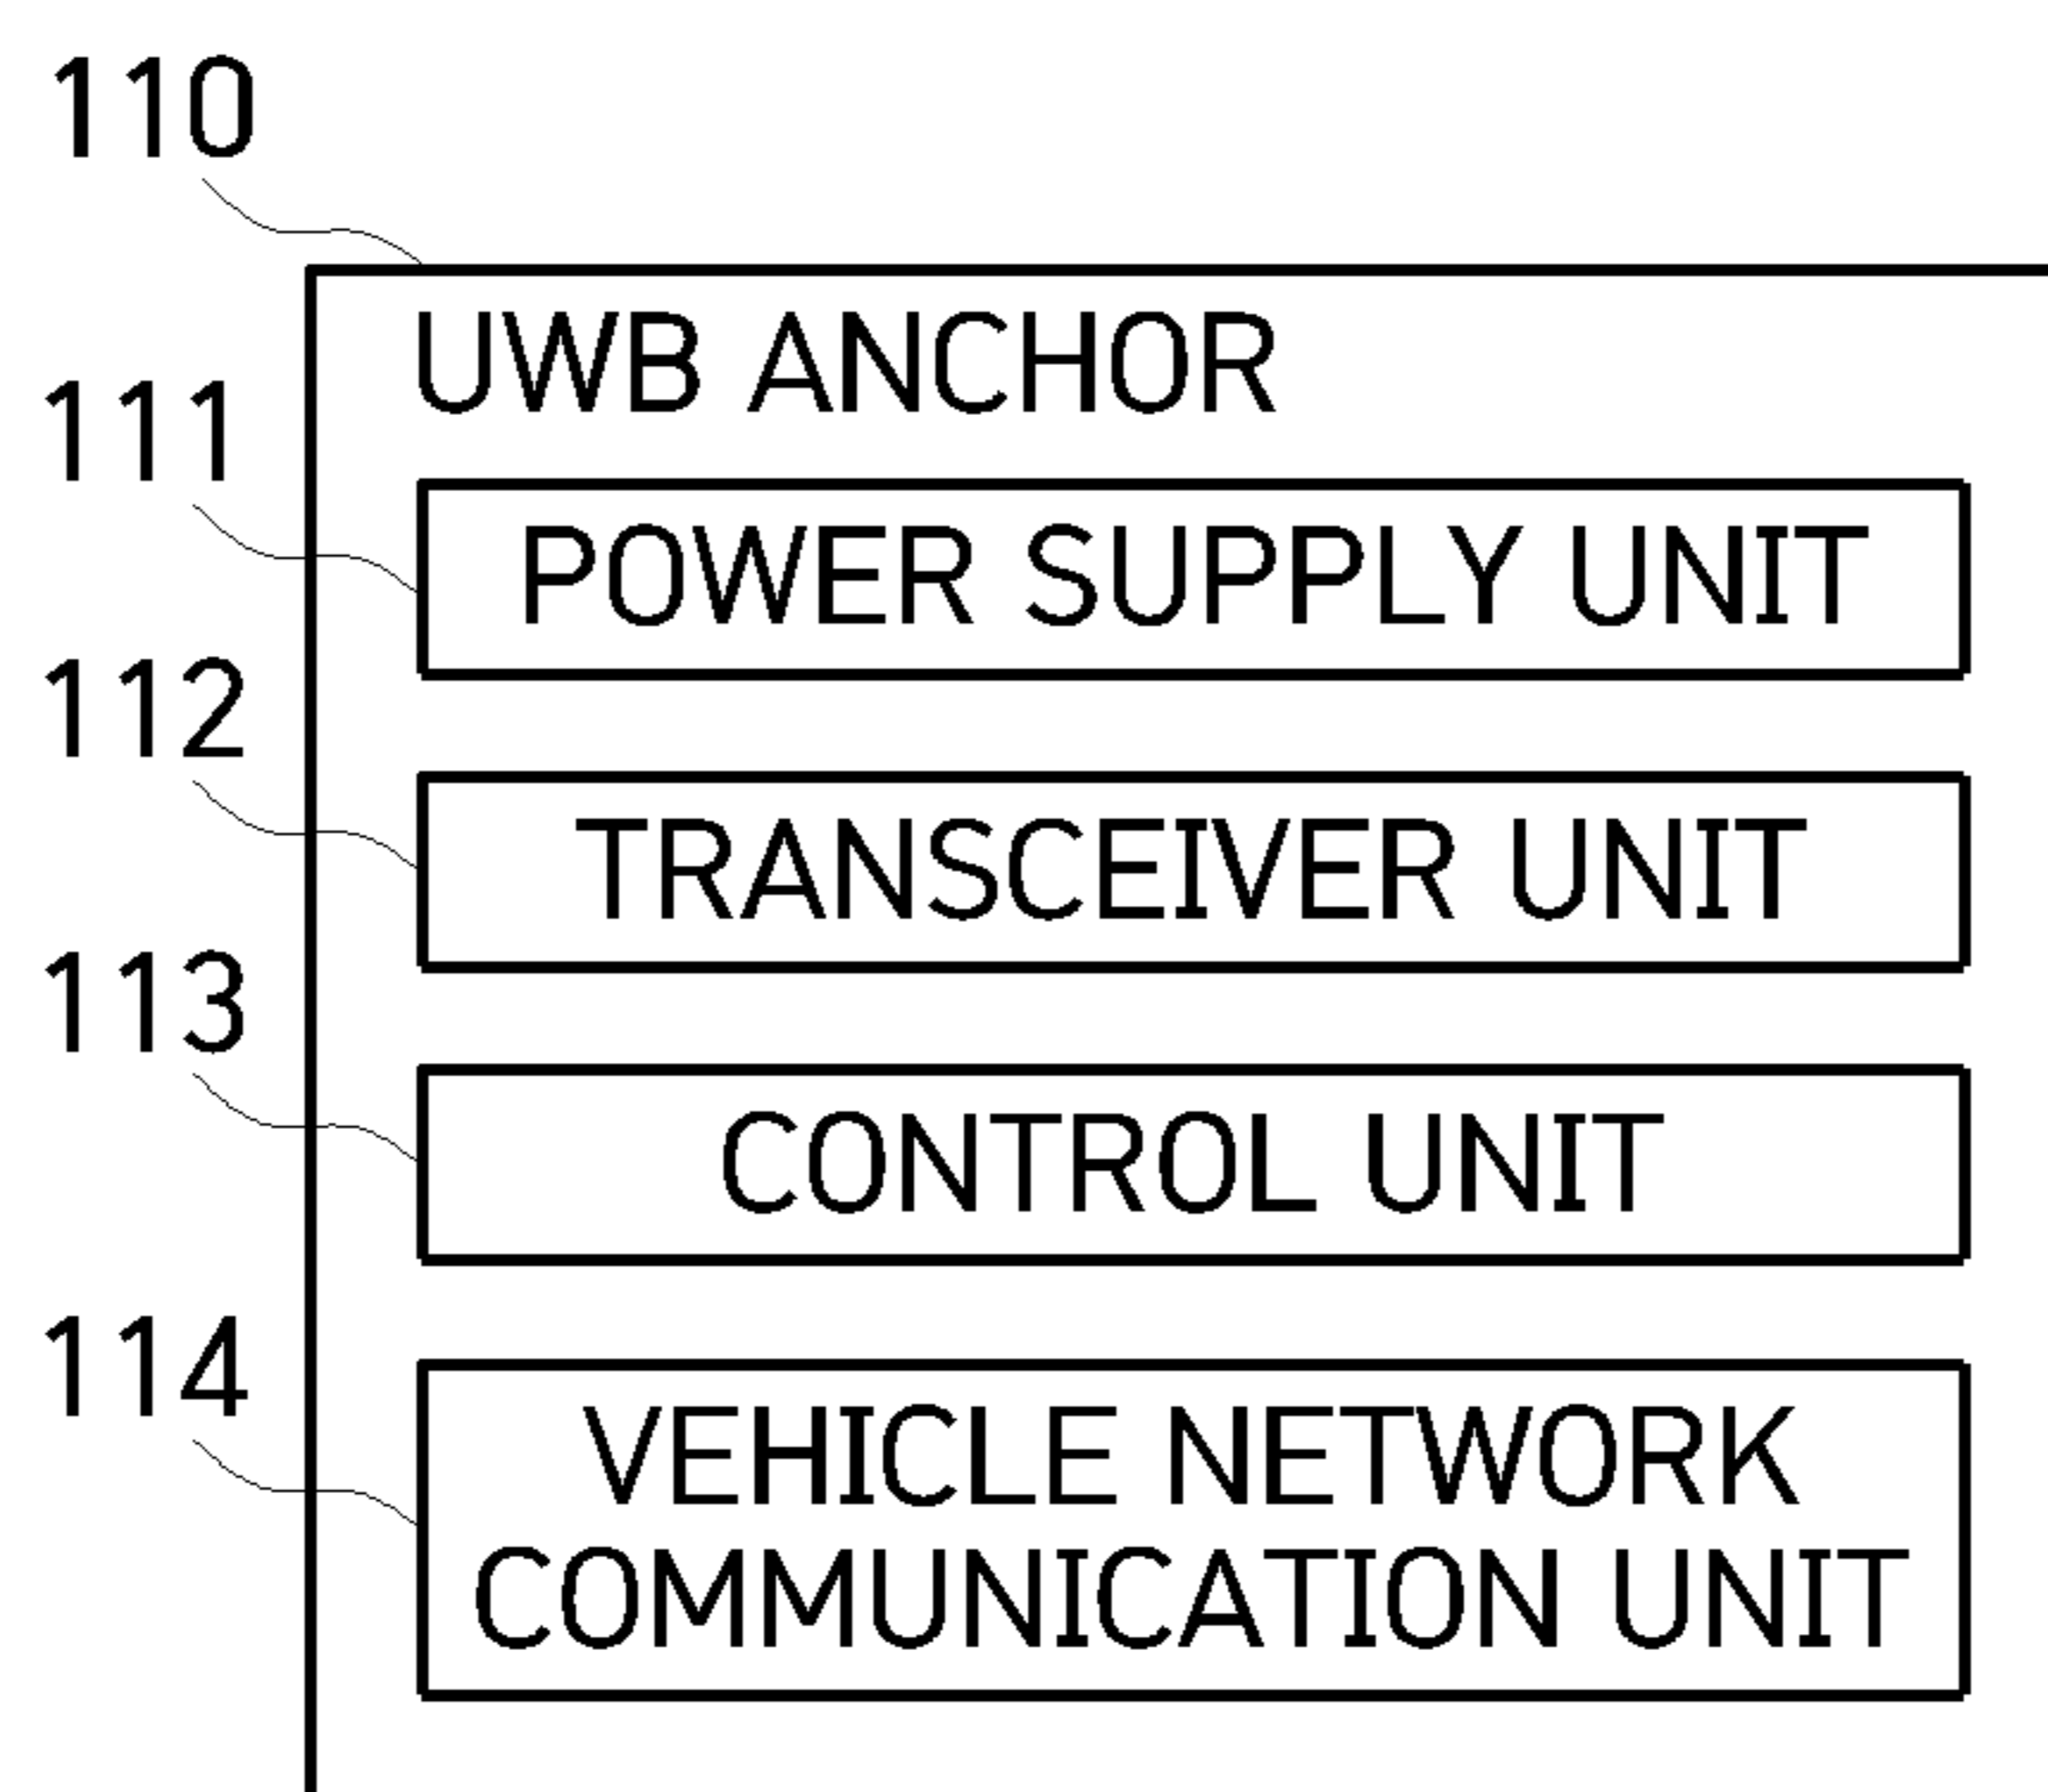 110
UWB ANCHOR
111
POWER SUPPLY UNIT
112
TRANSCEIVER UNIT
113
CONTROL UNIT
114
VEHICLE NETWORK
COMMUNICATION UNIT